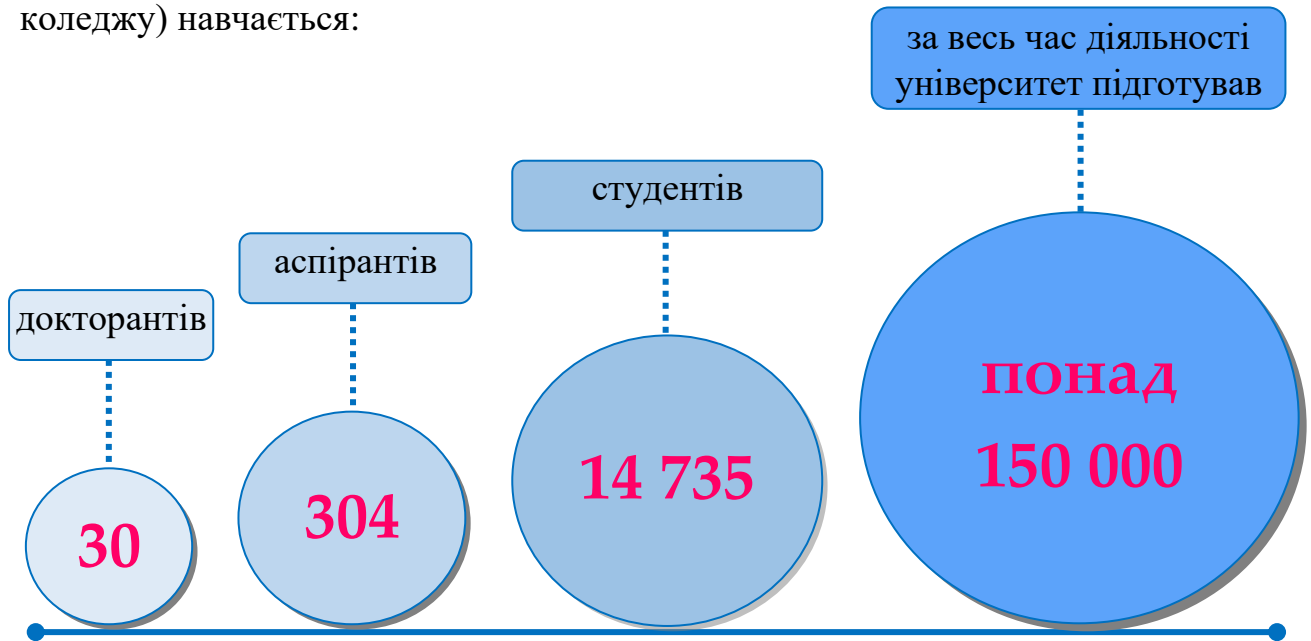 коледжу) навчається:
за весь час діяльності
університет підготував
студентів
аспірантів
докторантів
понад
150 000
14 735
304
30